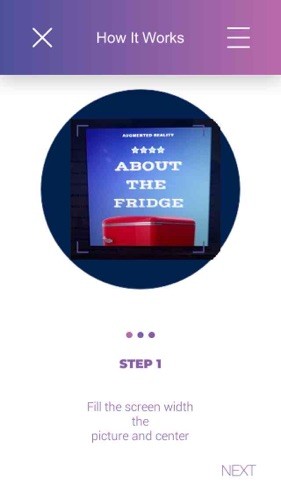 How It Works
AUGMENTED REALITY
ABOUT
THE
FRIDGE
STEP 1
Fill the screen width
the
picture and center
NEXT